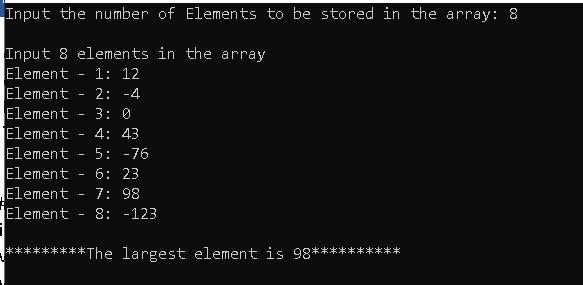 Input the number of Elements to be stored in the array: 8
Input 8 elements in the array
Element - 1: 12
Element - 2: -4
Element - 3: 0
Element - 4: 43
Element - 5: -76
Element - 6: 23
Element - 7: 98
Element - 8: -123
*********The largest element is 98**********